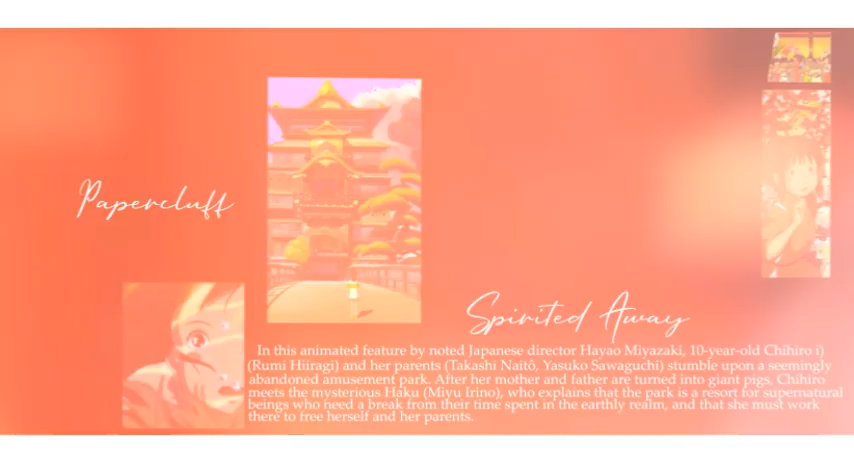 Papercluff
Spirited Away
In this animated feature by noted Japanese director Hayao Miyazaki, 10-year-old Chihiro i)
(Rumi Hiiragi) and her parents (Takashi Naitô, Yasuko Sawaguchi) stumble upon a seemingly
abandoned amusement park. After her mother and father are turned into giant pigs, Chihiro
meets the mysterious Haku (Miyu Irino), who explains that the park is a resort for supernatural
beings who need a break from their time spent in the earthly realm, and that she must work
there to free herself and her parents.